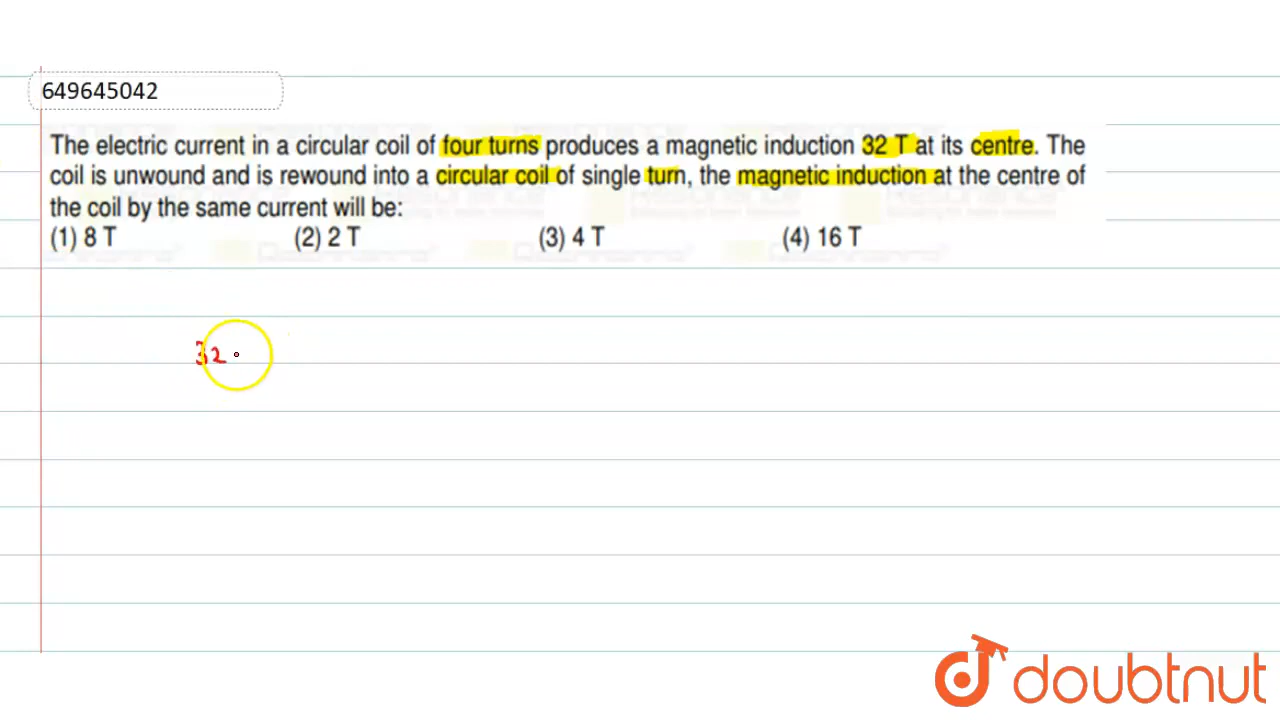 649645042
The electric current in a circular coil of four turns produces a magnetic induction 32 T at its centre. The
coil is unwound and is rewound into a circular coil of single turn, the magnetic induction at the centre of
the coil by the same current will be:
(1) 8 T (2) 2 T (3) 4 T (4) 16 T
32
doubtnut